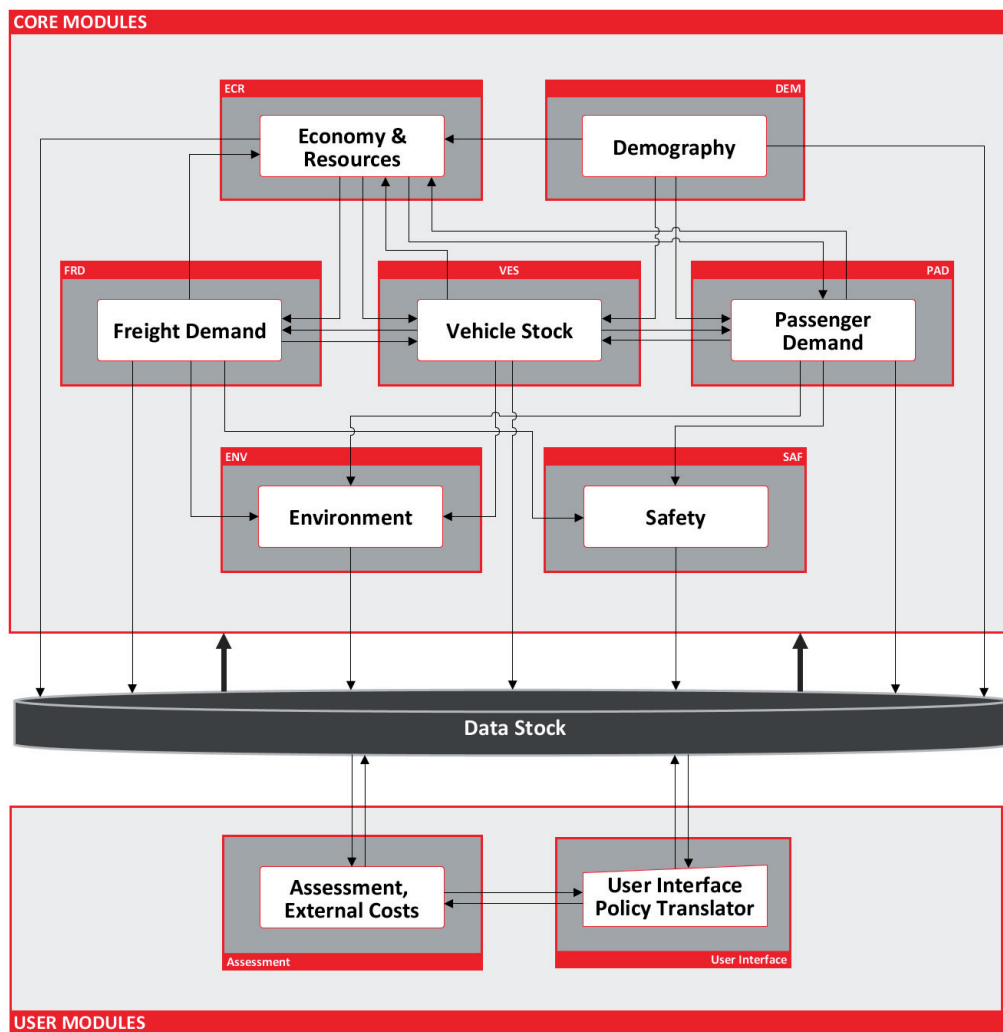 CORE MODULES
ECR
DEM
Economy &
Resources
Demography
FRD
VES
PAD
Freight Demand
Vehicle Stock
Passenger
Demand
ENV
SAF
Environment
Safety
Data Stock
Assessment,
External Costs
User Interface
Policy Translator
Assessment
User Interface
USER MODULES